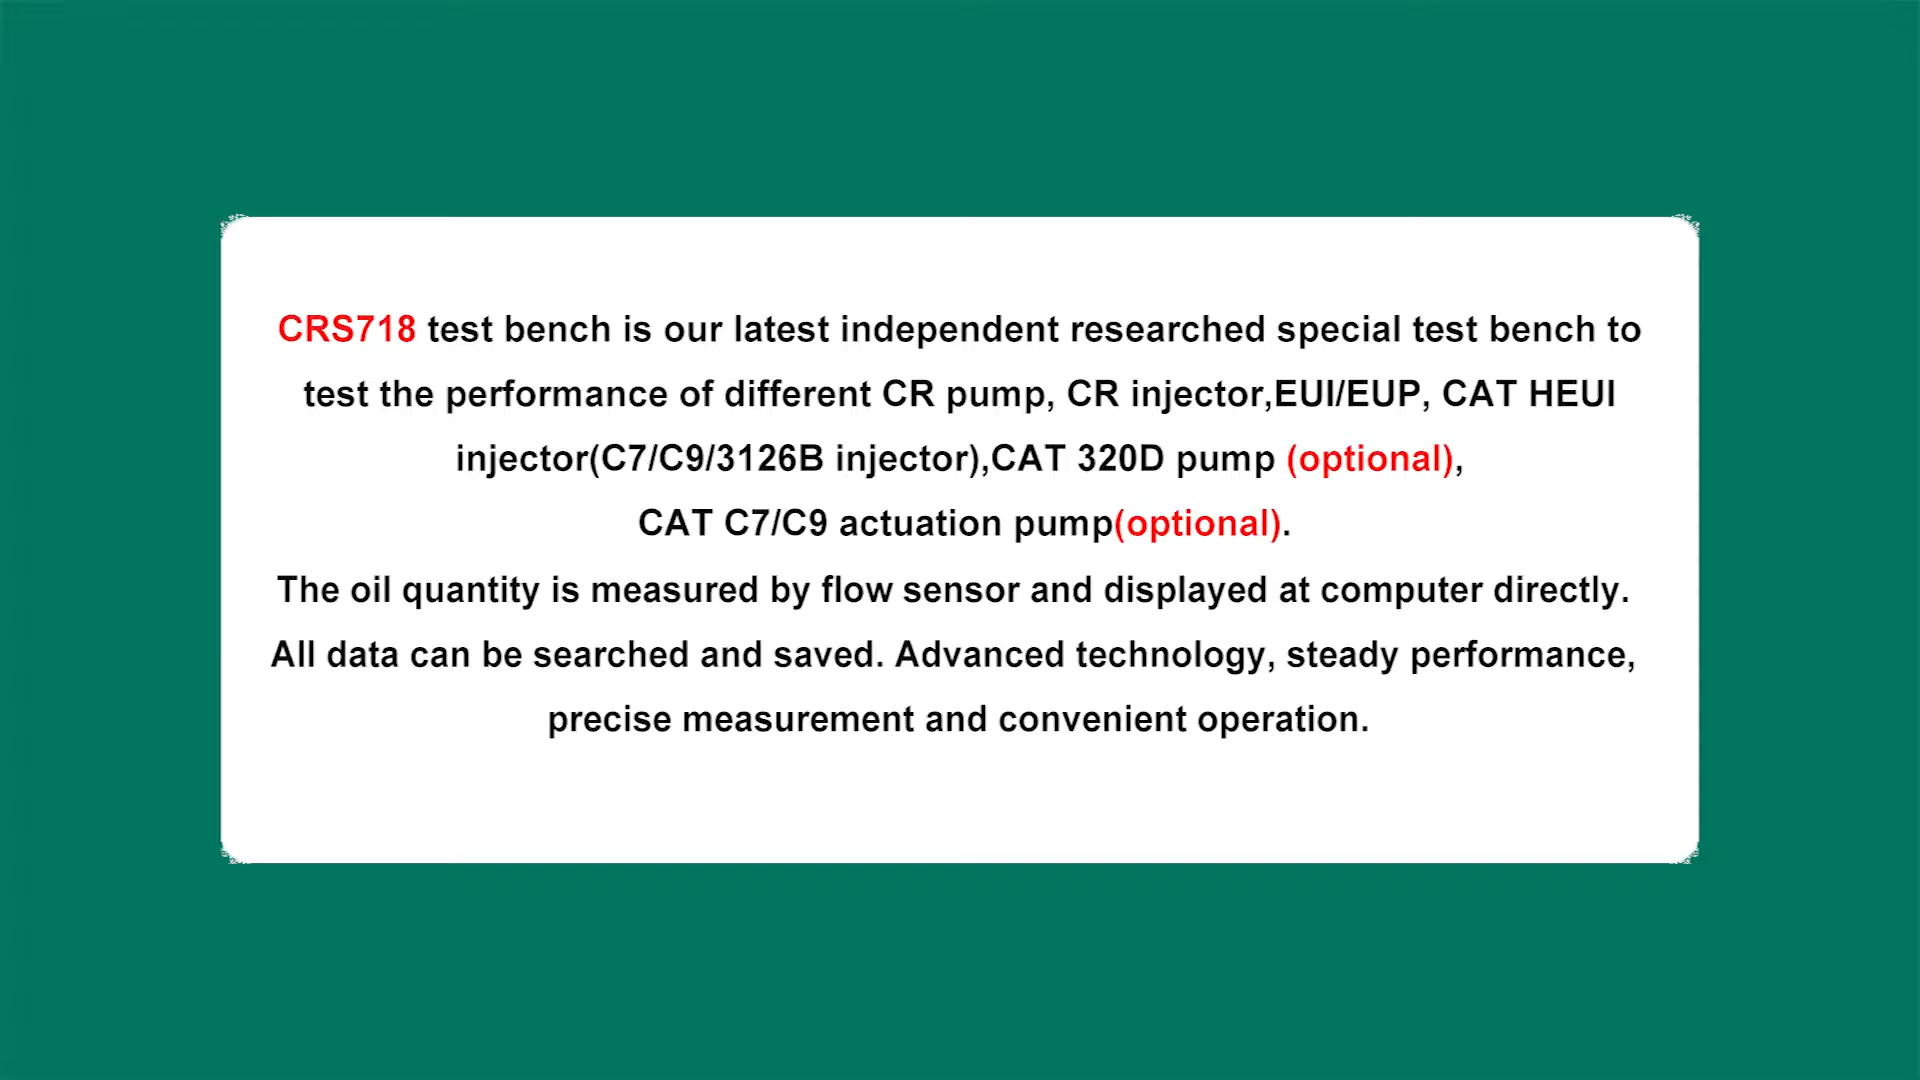 CRS718 test bench is our latest independent researched special test bench to
test the performance of different CR pump, CR injector,EUI/EUP, CAT HEUI
injector(C7/C9/3126B injector),CAT 320D pump (optional),
CAT C7/C9 actuation pump(optional).
The oil quantity is measured by flow sensor and displayed at computer directly.
All data can be searched and saved. Advanced technology, steady performance,
precise measurement and convenient operation.